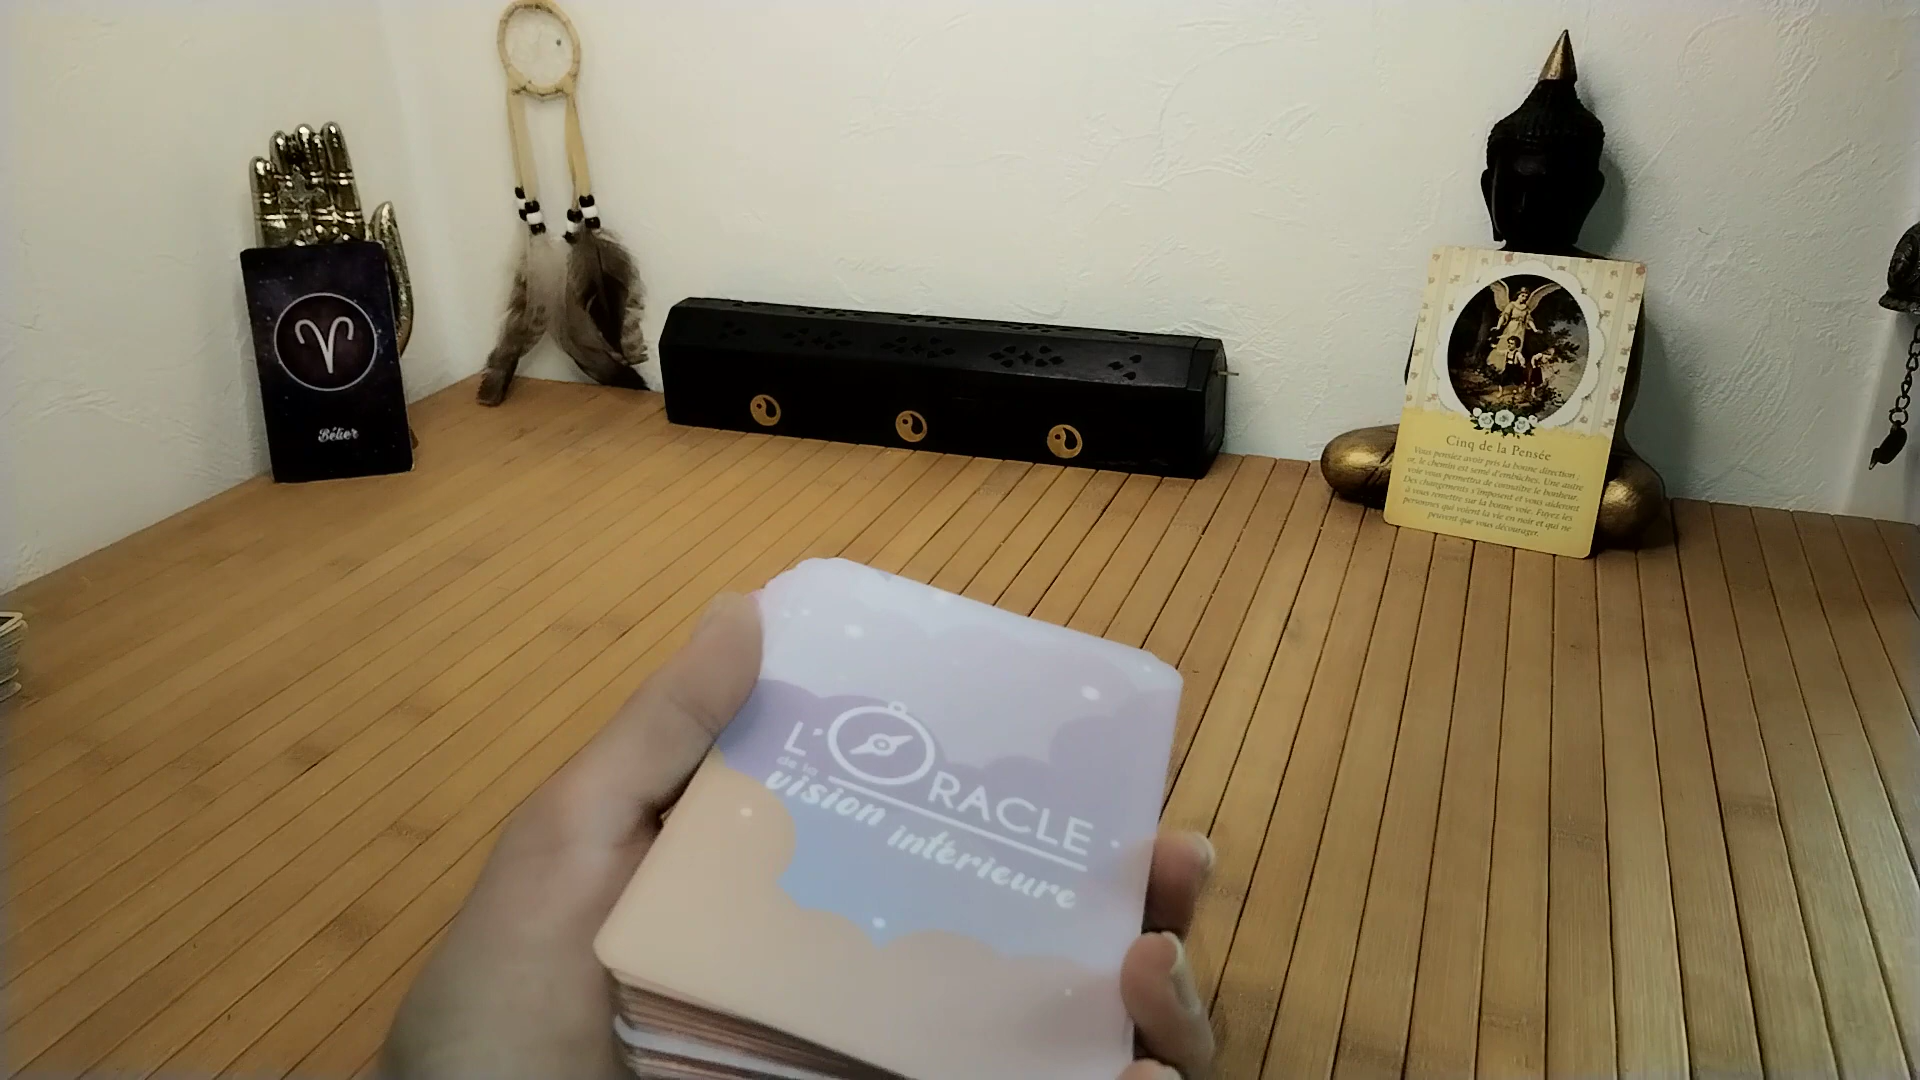 Bélier
Cinq de la Pensée
Vous pensiez avoir pris la bonne direction
or, le chemin est semé d'embûches. Une autre
voie vous permettra de connaître le bonheur.
Des changements s'imposent et vous aideront
à vous remettre sur la bonne voie. Fuyez les
personnes qui voient la vie en noir et qui ne
peuvent que vous décourager.
L'ORACLE
de la
vision intérieure